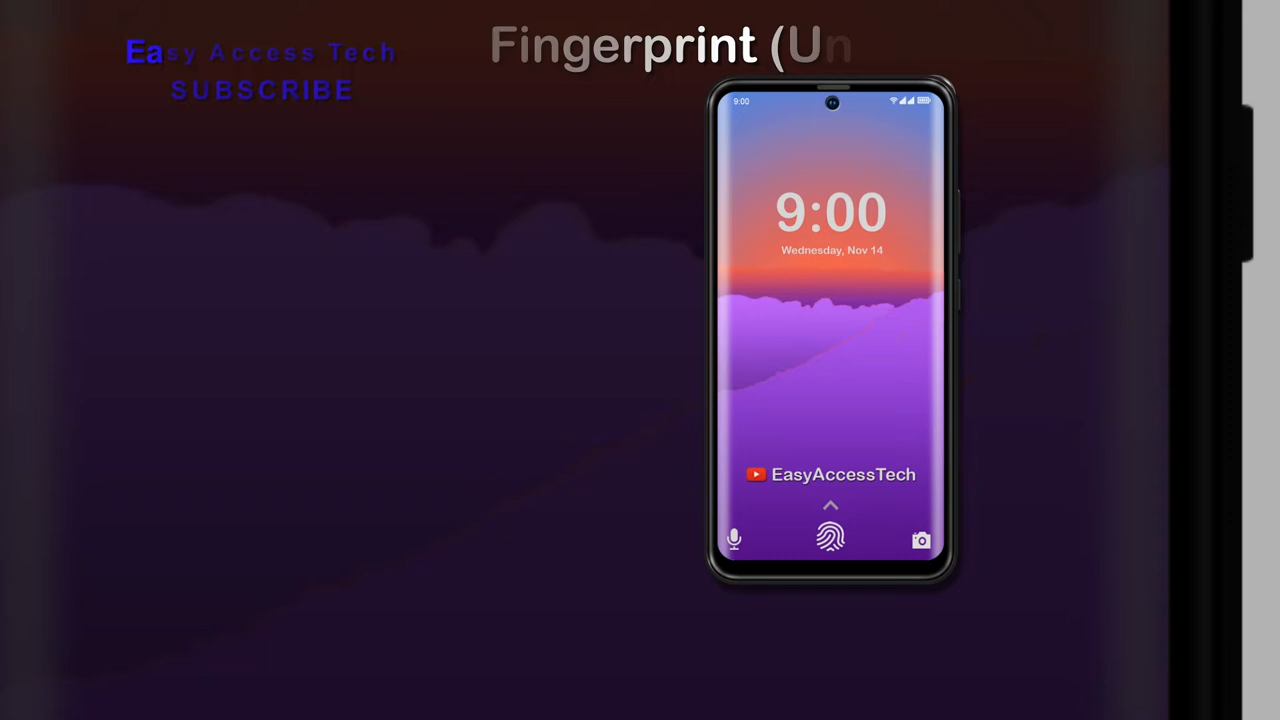 Easy Access Tech
SUBSCRIBE
Fingerprint (Un
9:00
9:00
Wednesday, Nov 14
EasyAccessTech